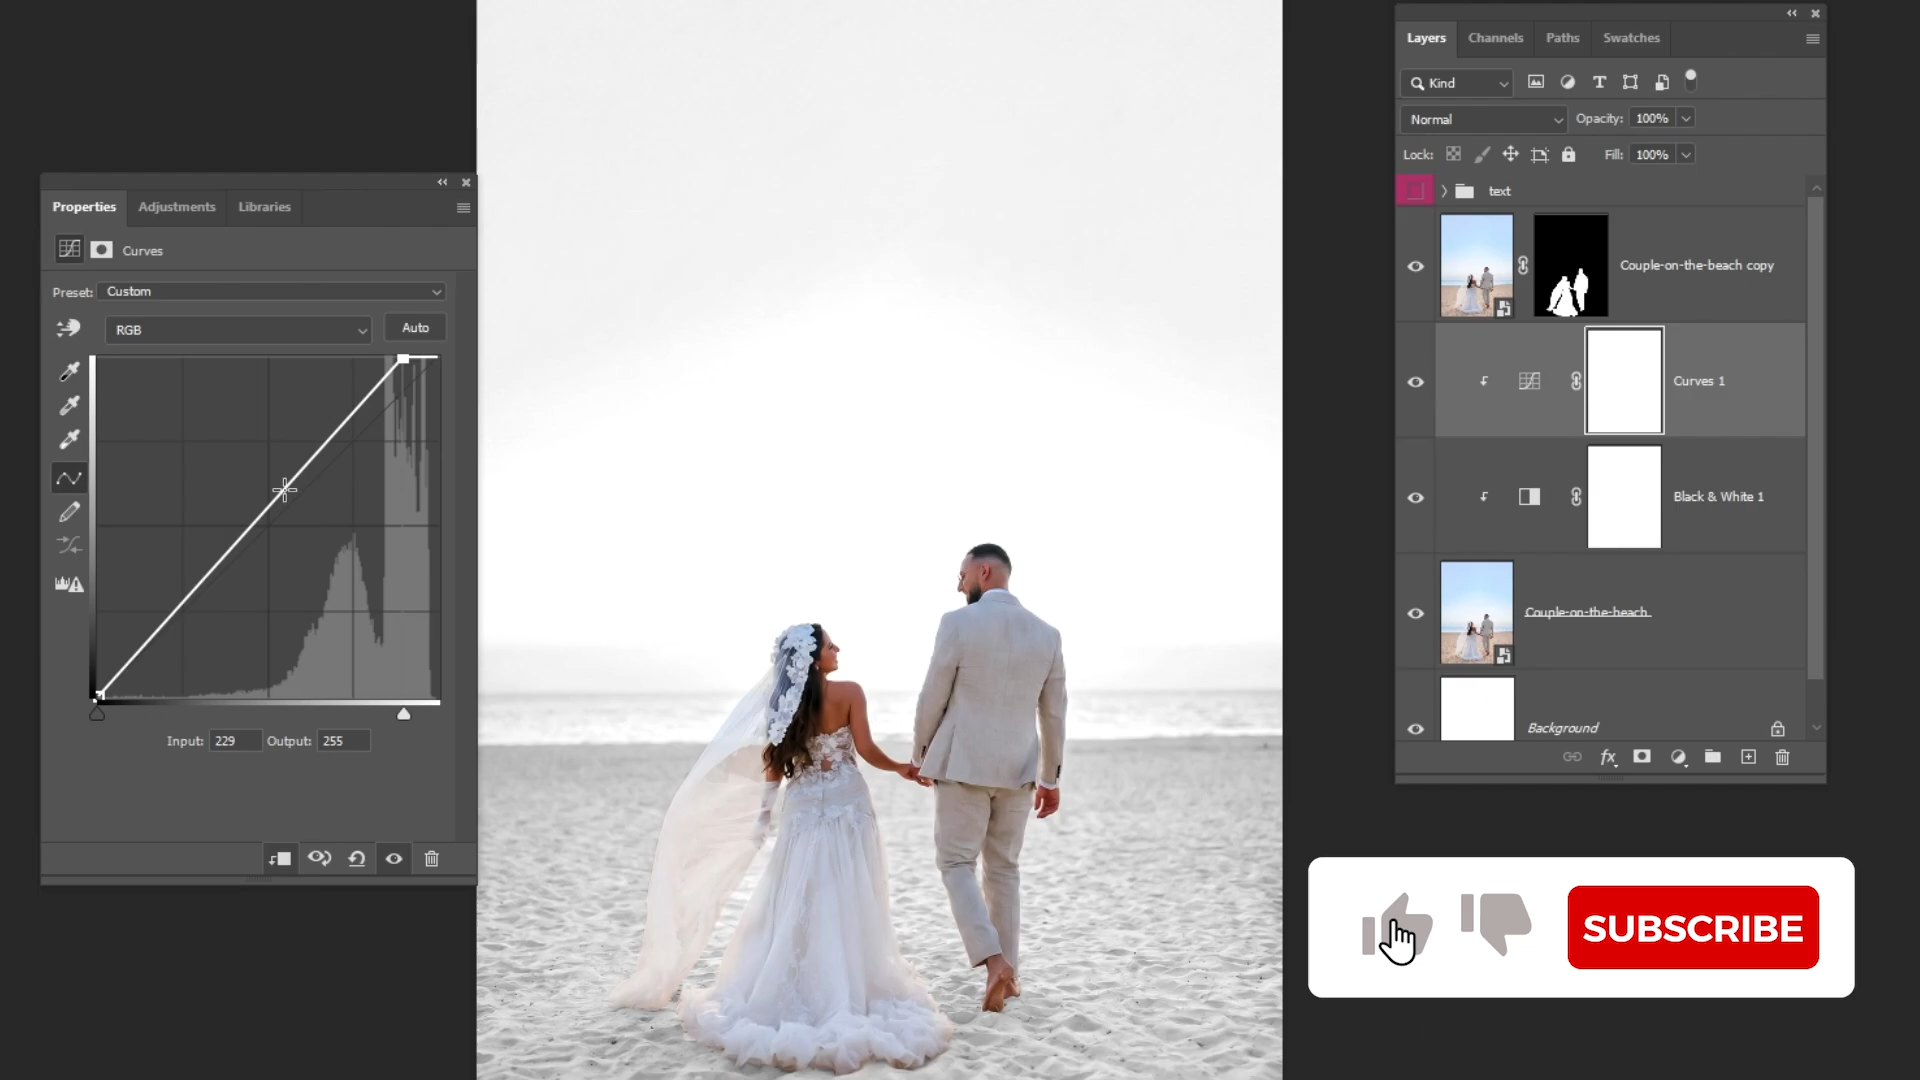 Properties
Adjustments
Libraries
Curves
Preset: Custom
RGB
Auto
Input: 229 Output: 255
Layers
Channels
Paths
Swatches
Kind
Normal
Opacity: 100%
Lock:
Fill: 100%
text
Couple-on-the-beach copy
Curves 1
Black & White 1
Couple-on-the-beach
Background
fx
SUBSCRIBE